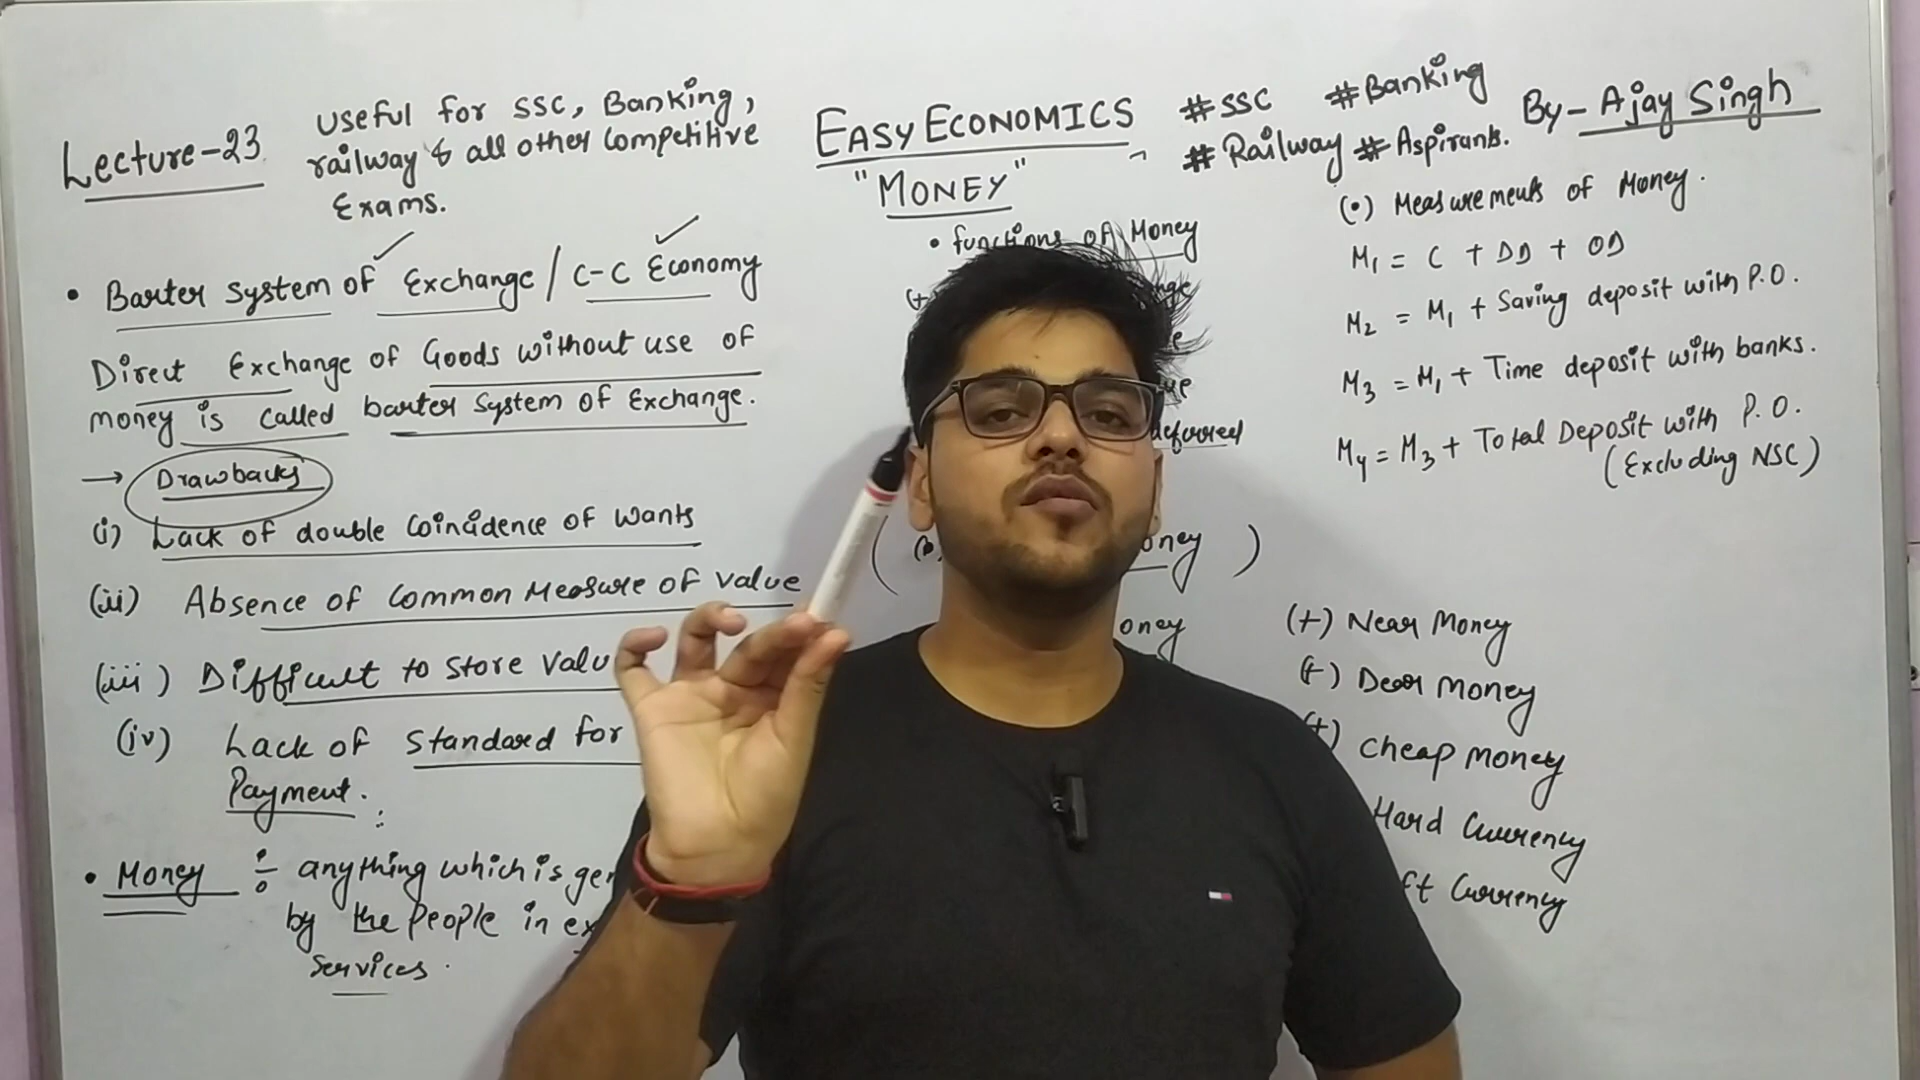 Lecture-23
useful for SSC, Banking,
railway & all other Competitive
Exams.
EASY ECONOMICS
"MONEY"
#SSC #Banking
#Railway #Aspirants.
By- Ajay Singh
• Barter system of Exchange / C-C Economy
Direct Exchange of Goods without use of
money is called barter system of Exchange.
→ Drawbacks
(i) Lack of double Coincidence of wants
(ii) Absence of Common Measure of value
(iii) Difficult to store
(iv) Lack of standard for
Payment.
• Money ÷ anything which is
by the people in
Services.
• functions of Money
deferred
(•) Measurements of Money.
M1 = C + DD + OD
M2 = M1 + Saving deposit with P.O.
M3 = M1 + Time deposit with banks.
M4 = M3 + Total Deposit with P.O.
(Excluding NSC)
(+) Near Money
(+) Dear Money
cheap money
Hard Currency
Currency